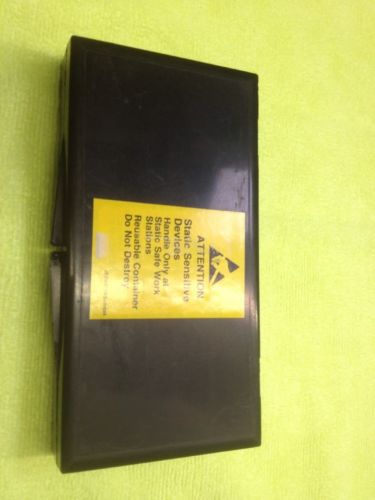 ATTENTION
Static Sensitive
Devices
Handle Only at
Static Safe Work
Stations
Reusable Container
Do Not Destroy